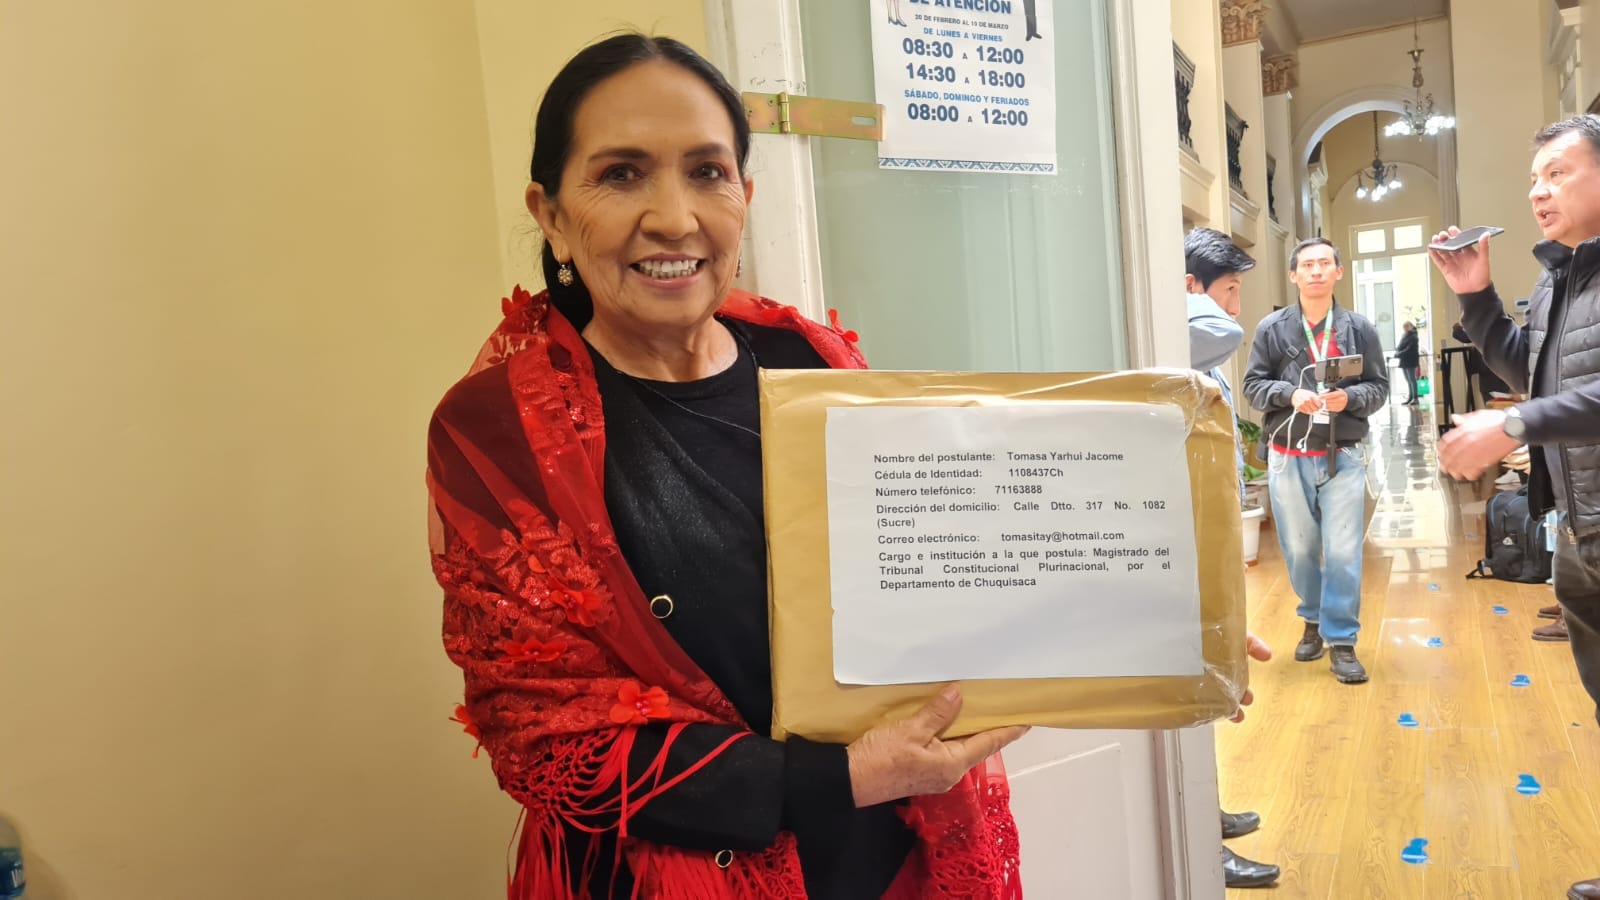 DE ATENCIÓN
20 DE FEBRERO AL 10 DE MARZO
DE LUNES A VIERNES
08:30 A 12:00
14:30 A 18:00
SÁBADO, DOMINGO Y FERIADOS
08:00 A 12:00
Nombre del postulante: Tomasa Yarhui Jacome
Cédula de Identidad: 1108437Ch
Número telefónico: 71163888
Dirección del domicilio: Calle Dtto. 317 No. 1082
(Sucre)
Correo electrónico: tomasitay@hotmail.com
Cargo e institución a la que postula: Magistrado del
Tribunal Constitucional Plurinacional, por el
Departamento de Chuquisaca